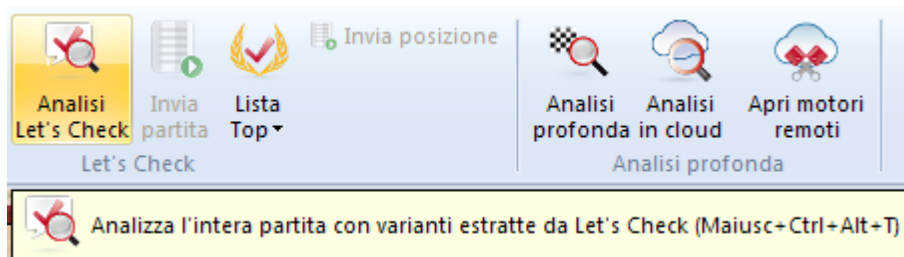 Invia posizione
Analisi Let's Check
Invia partita
Lista Top
Analisi profonda
Analisi in cloud
Apri motori remoti
Let's Check
Analisi profonda
Analizza l'intera partita con varianti estratte da Let's Check (Maiusc+Ctrl+Alt+T)